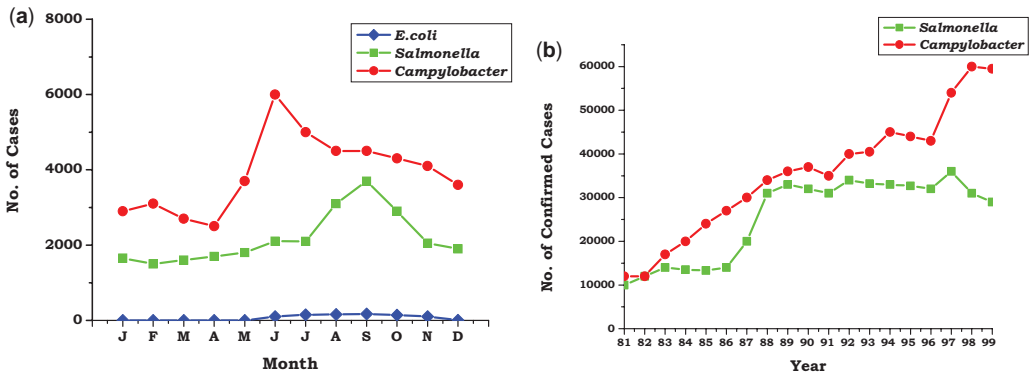 (a)
8000
6000
4000
2000
0
No. of Cases
E.coli
Salmonella
Campylobacter
J F M A M J J A S O N D
Month
(b)
Salmonella
Campylobacter
60000
50000
40000
30000
20000
10000
0
No. of Confirmed Cases
81 82 83 84 85 86 87 88 89 90 91 92 93 94 95 96 97 98 99
Year